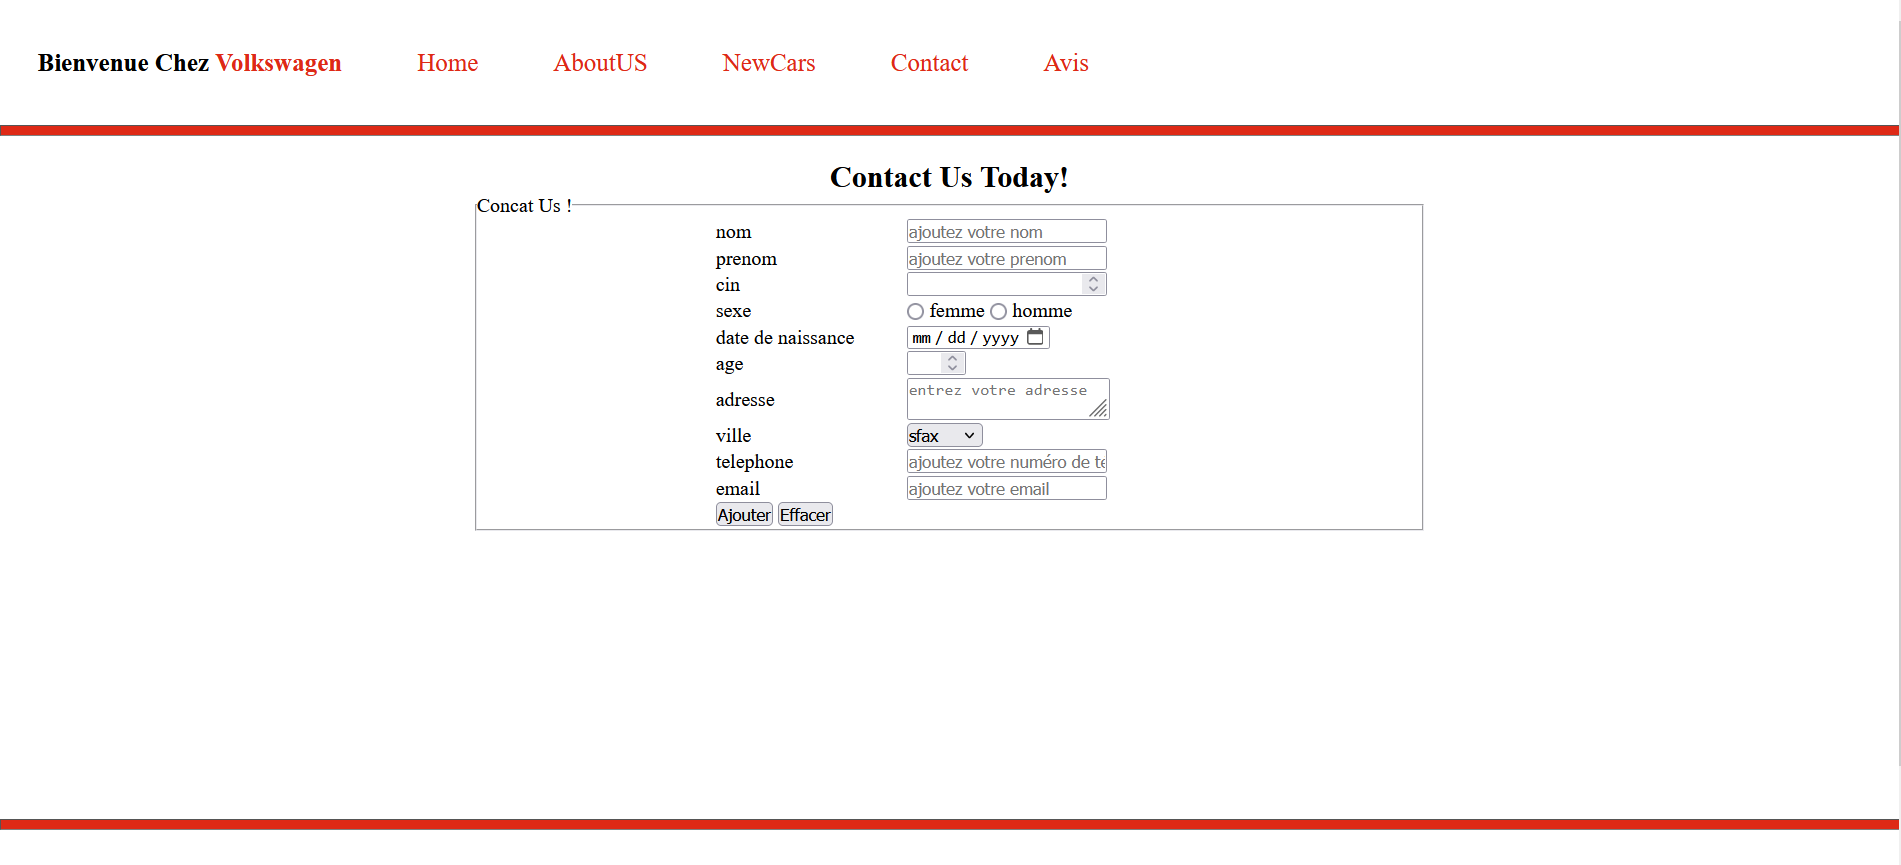 Bienvenue Chez Volkswagen Home AboutUS NewCars Contact Avis
Contact Us Today!
Concat Us !
nom ajoutez votre nom
prenom ajoutez votre prenom
cin
sexe femme homme
date de naissance mm / dd / yyyy
age
adresse entrez votre adresse
ville sfax
telephone ajoutez votre numéro de te
email ajoutez votre email
Ajouter Effacer